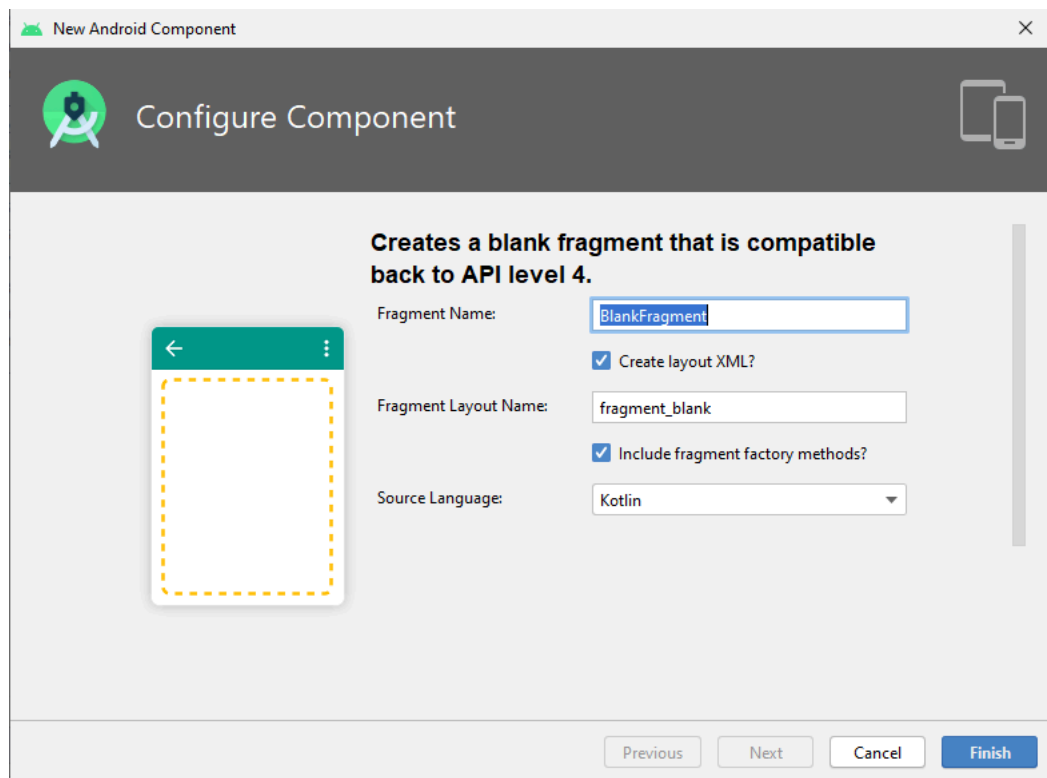 New Android Component
Configure Component
Creates a blank fragment that is compatible
back to API level 4.
Fragment Name:
BlankFragment
Create layout XML?
Fragment Layout Name:
fragment_blank
Include fragment factory methods?
Source Language:
Kotlin
Previous
Next
Cancel
Finish